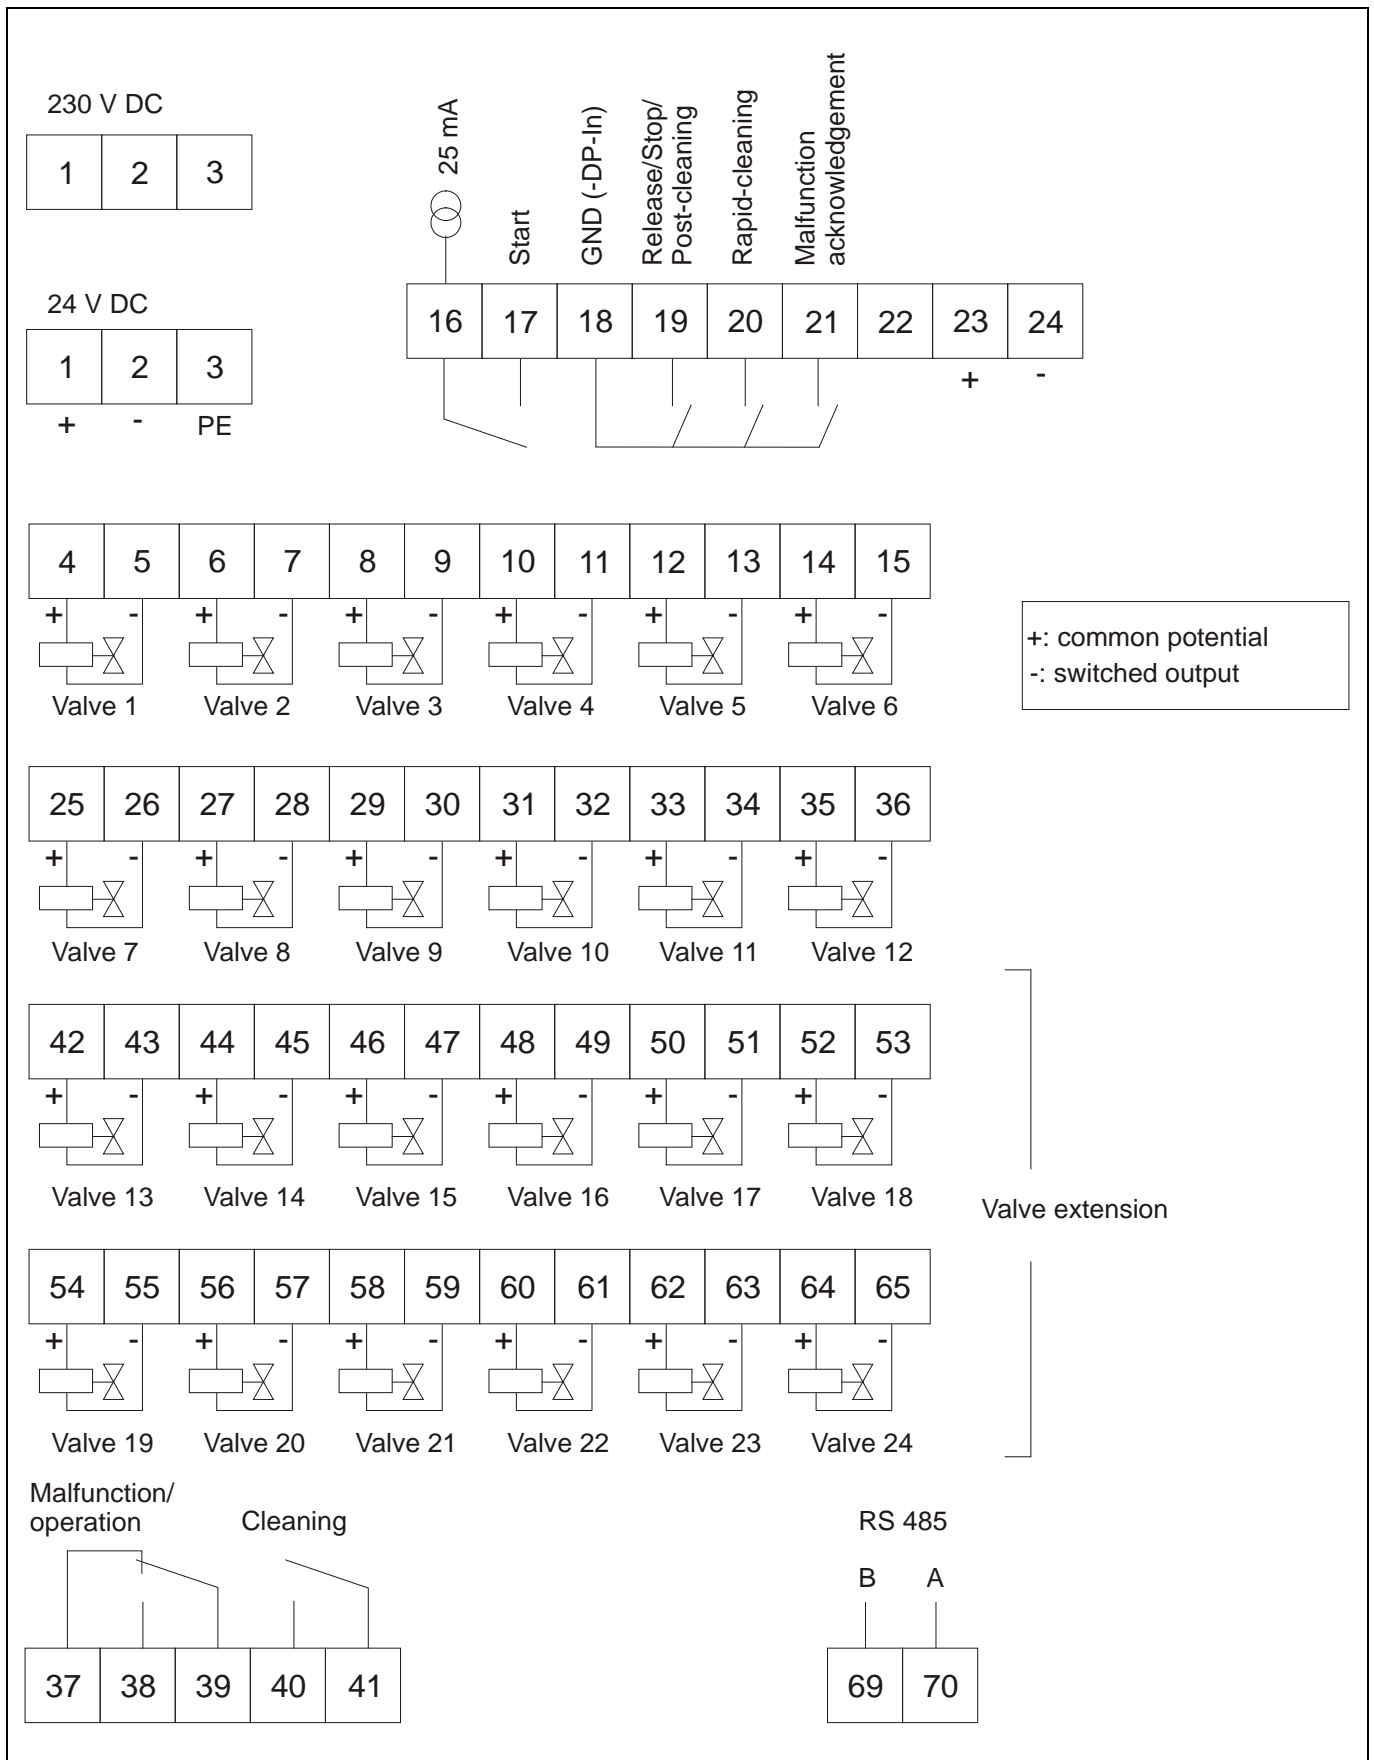 230 V DC
1 2 3
25 mA
Start
GND (-DP-In)
Release/Stop/
Post-cleaning
Rapid-cleaning
Malfunction
acknowledgement
24 V DC
1 2 3
+ - PE
16 17 18 19 20 21 22 23 24
+ -
4 5 6 7 8 9 10 11 12 13 14 15
+ - + - + - + - + - + -
Valve 1 Valve 2 Valve 3 Valve 4 Valve 5 Valve 6
+: common potential
-: switched output
25 26 27 28 29 30 31 32 33 34 35 36
+ - + - + - + - + - + -
Valve 7 Valve 8 Valve 9 Valve 10 Valve 11 Valve 12
42 43 44 45 46 47 48 49 50 51 52 53
+ - + - + - + - + - + -
Valve 13 Valve 14 Valve 15 Valve 16 Valve 17 Valve 18
Valve extension
54 55 56 57 58 59 60 61 62 63 64 65
+ - + - + - + - + - + -
Valve 19 Valve 20 Valve 21 Valve 22 Valve 23 Valve 24
Malfunction/
operation
Cleaning
37 38 39 40 41
RS 485
B A
69 70